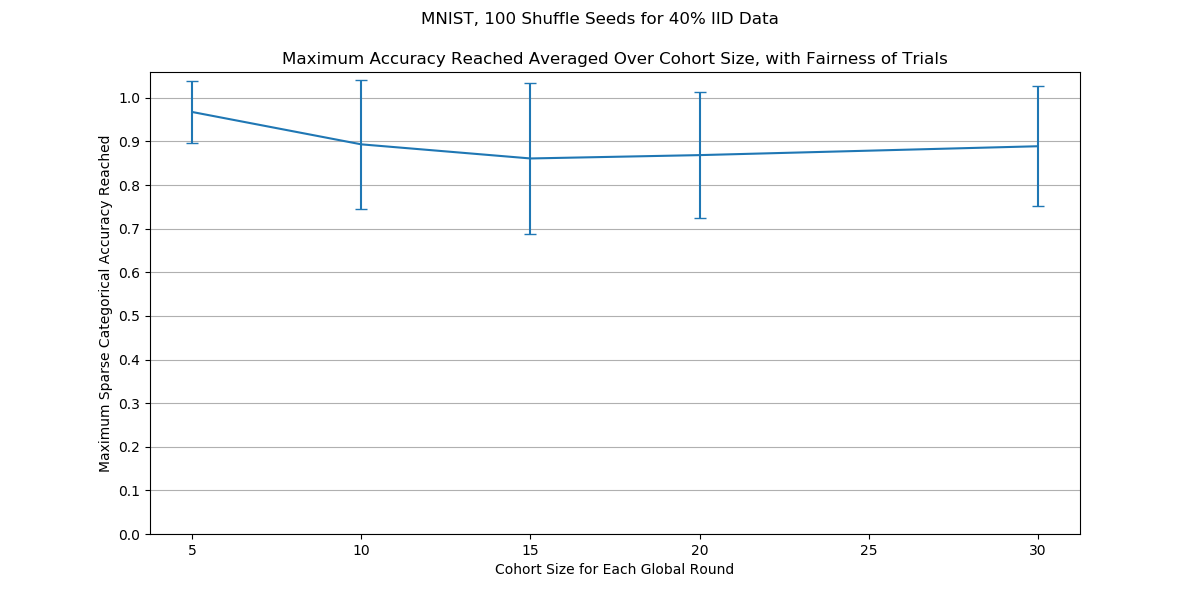 MNIST, 100 Shuffle Seeds for 40% IID Data
Maximum Accuracy Reached Averaged Over Cohort Size, with Fairness of Trials
Maximum Sparse Categorical Accuracy Reached
1.0
0.9
0.8
0.7
0.6
0.5
0.4
0.3
0.2
0.1
0.0
5 10 15 20 25 30
Cohort Size for Each Global Round